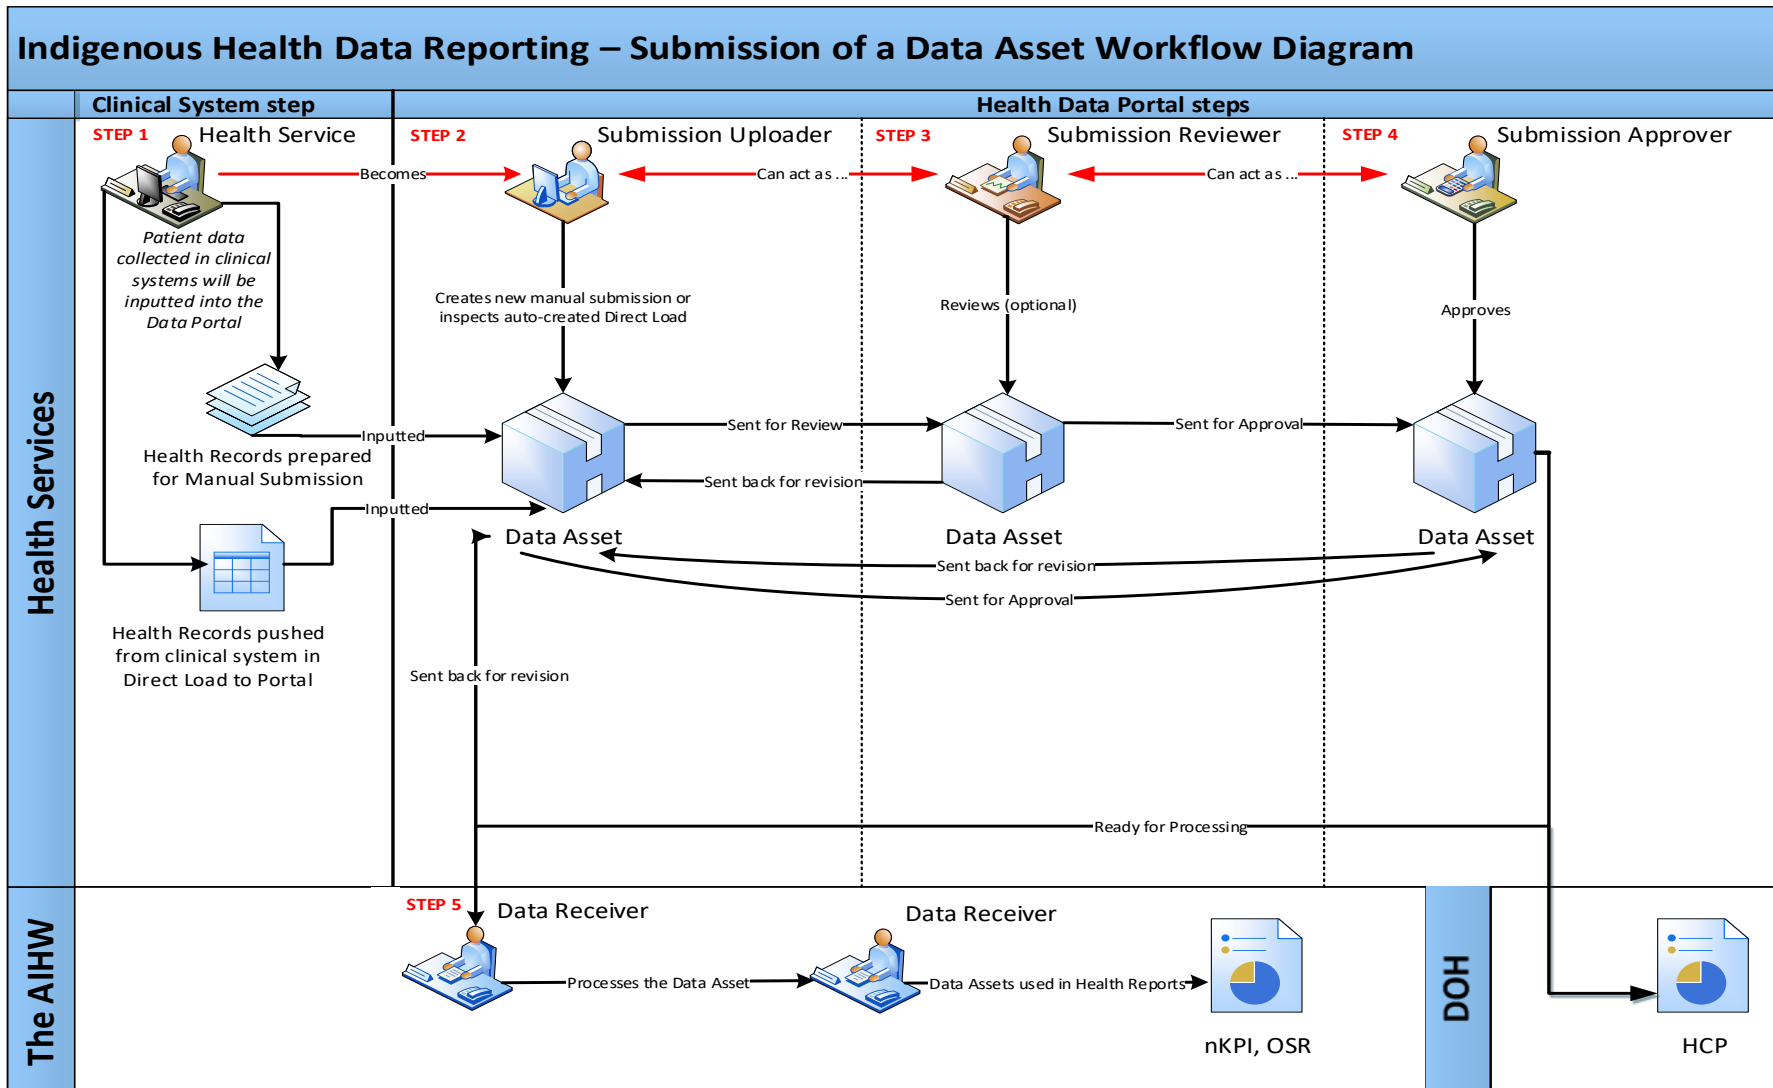 Indigenous Health Data Reporting – Submission of a Data Asset Workflow Diagram
Clinical System step
Health Data Portal steps
Health Services
STEP 1
Health Service
STEP 2
Submission Uploader
STEP 3
Submission Reviewer
STEP 4
Submission Approver
Becomes
Can act as ...
Can act as ...
Patient data
collected in clinical
systems will be
inputted into the
Data Portal
Creates new manual submission or
inspects auto-created Direct Load
Reviews (optional)
Approves
Sent for Review
Sent for Approval
Inputted
Health Records prepared
for Manual Submission
Sent back for revision
Inputted
Data Asset
Data Asset
Data Asset
Sent back for revision
Sent for Approval
Health Records pushed
from clinical system in
Direct Load to Portal
Sent back for revision
Ready for Processing
The AIHW
STEP 5
Data Receiver
Data Receiver
Processes the Data Asset
Data Assets used in Health Reports
nKPI, OSR
DOH
HCP